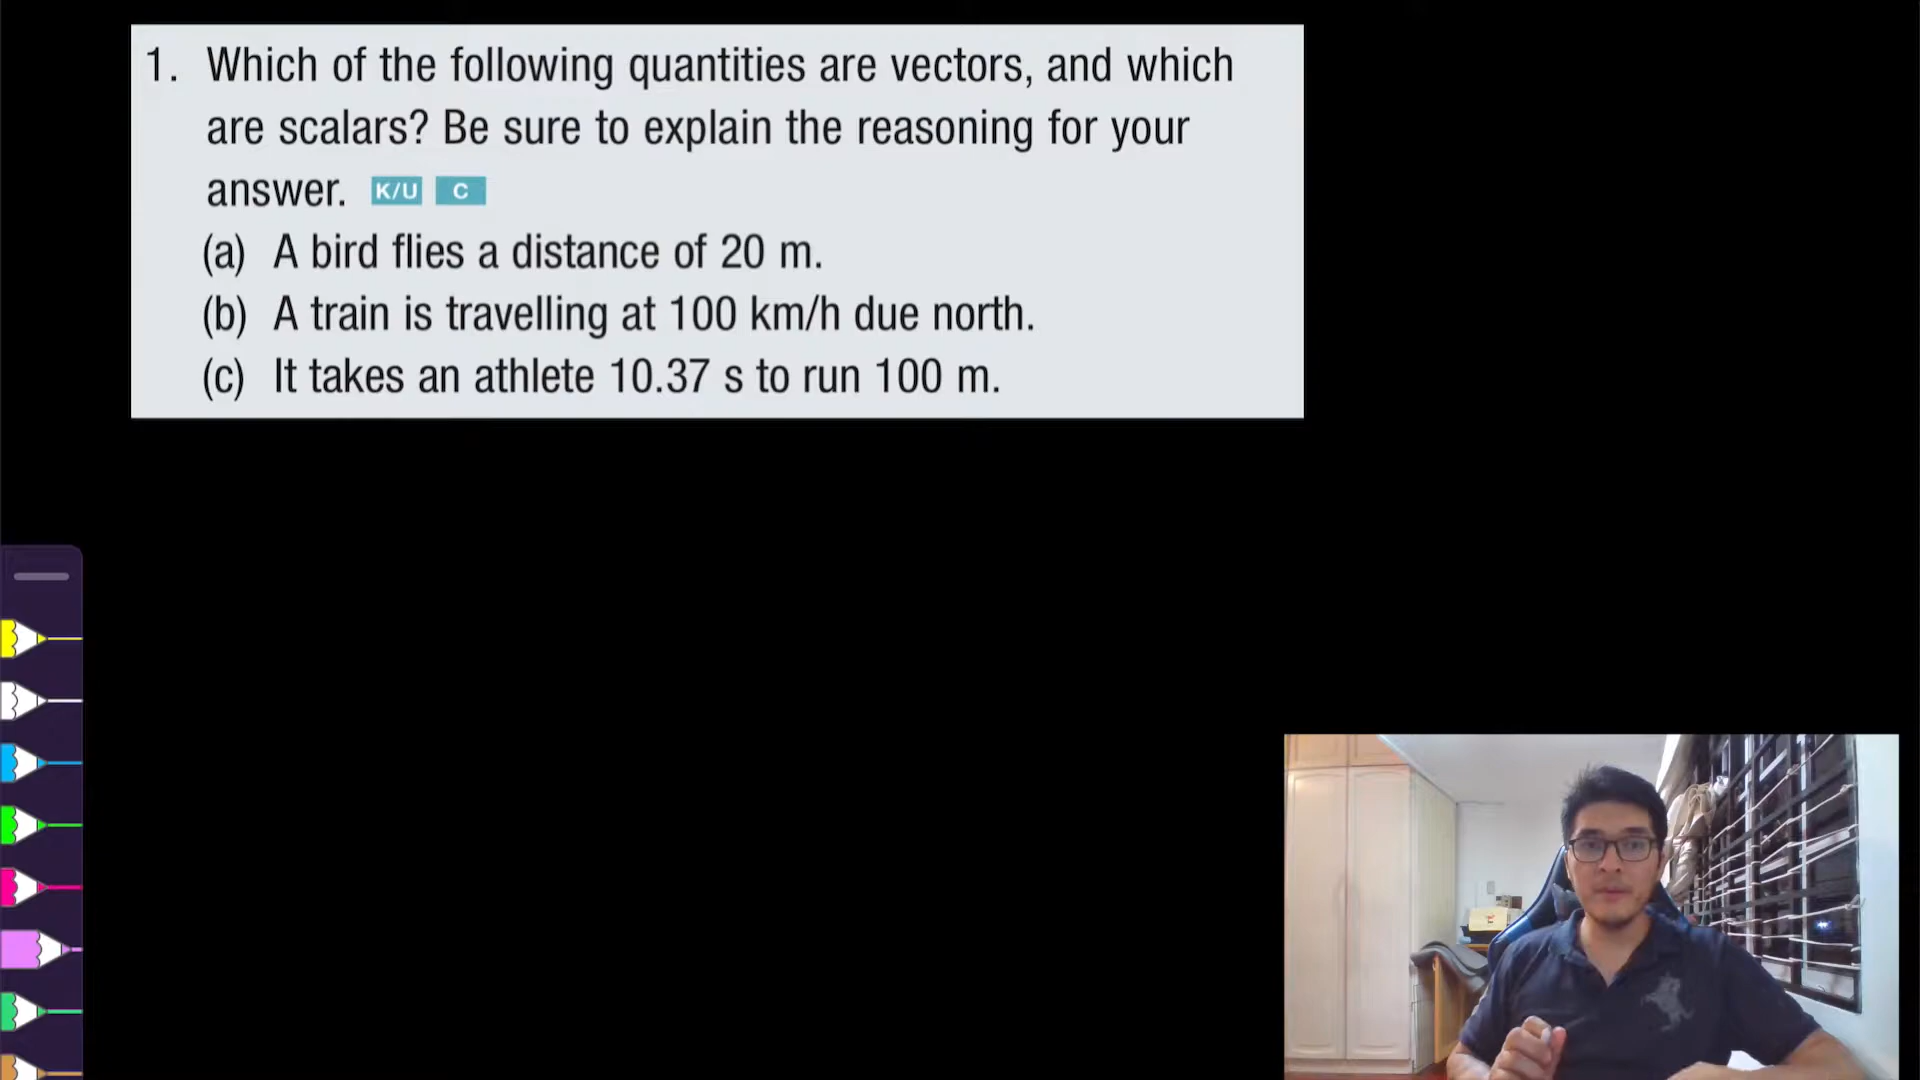 1. Which of the following quantities are vectors, and which
are scalars? Be sure to explain the reasoning for your
answer. K/U C
(a) A bird flies a distance of 20 m.
(b) A train is travelling at 100 km/h due north.
(c) It takes an athlete 10.37 s to run 100 m.